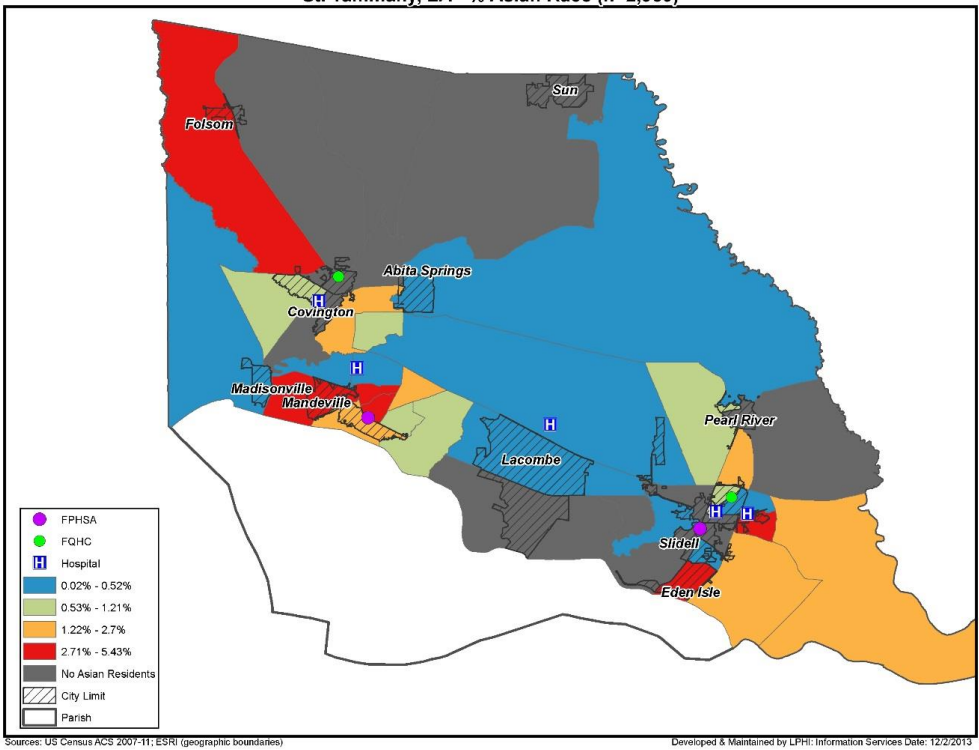 Sun
Folsom
Abita Springs
H
Covington
H
Madisonville
Mandeville
Pearl River
H
Lacombe
H
H
Slidell
Eden Isle
FPHSA
FQHC
H Hospital
0.02% - 0.52%
0.53% - 1.21%
1.22% - 2.7%
2.71% - 5.43%
No Asian Residents
City Limit
Parish
Sources: US Census ACS 2007-11; ESRI (geographic boundaries)
Developed & Maintained by LPHI: Information Services Date: 12/2/2013